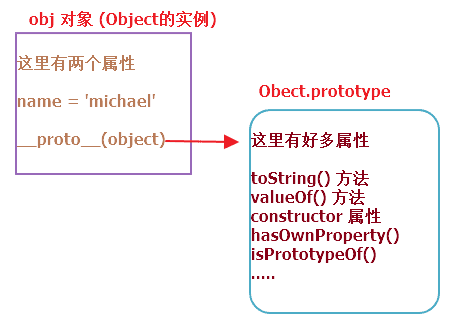 obj 对象 (Object的实例)
这里有两个属性
name = 'michael'
__proto__(object)
Obect.prototype
这里有好多属性
toString() 方法
valueOf() 方法
constructor 属性
hasOwnProperty()
isPrototypeOf()
.....